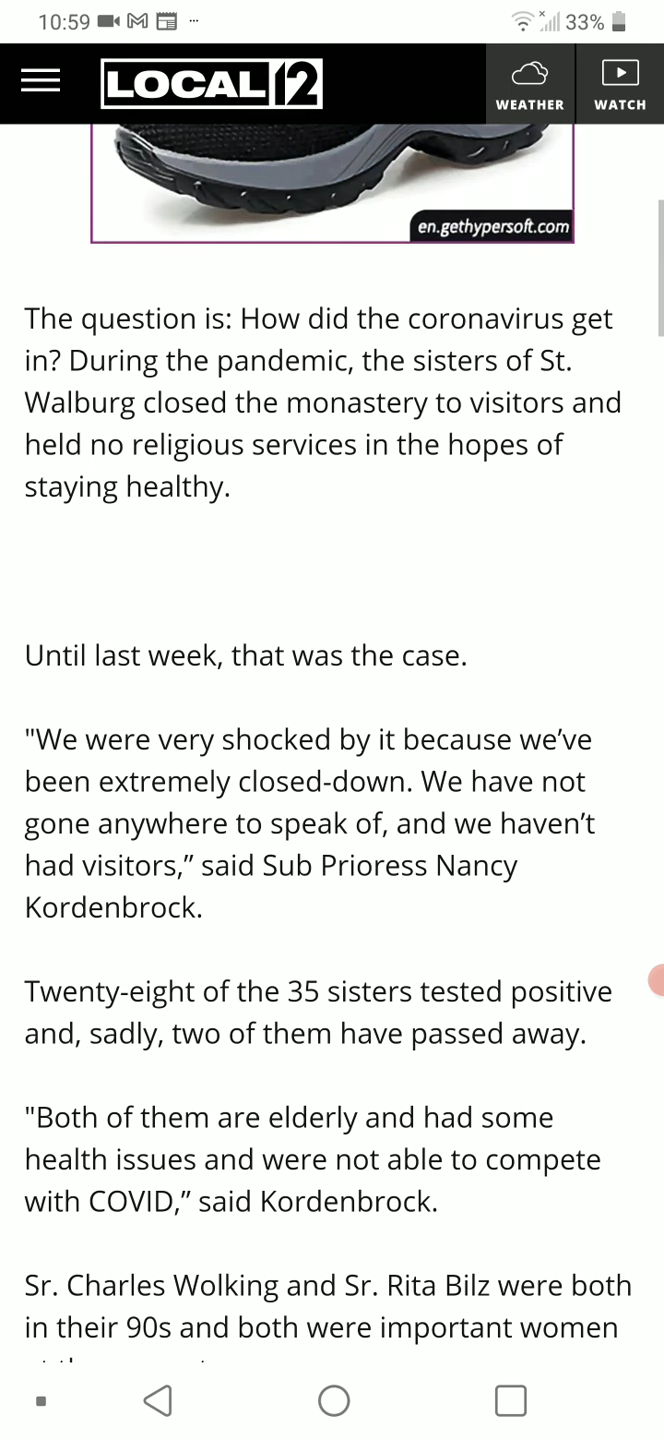 10:59
33%
LOCAL 12
WEATHER
WATCH
en.gethypersoft.com
The question is: How did the coronavirus get
in? During the pandemic, the sisters of St.
Walburg closed the monastery to visitors and
held no religious services in the hopes of
staying healthy.
Until last week, that was the case.
"We were very shocked by it because we’ve
been extremely closed-down. We have not
gone anywhere to speak of, and we haven’t
had visitors,” said Sub Prioress Nancy
Kordenbrock.
Twenty-eight of the 35 sisters tested positive
and, sadly, two of them have passed away.
"Both of them are elderly and had some
health issues and were not able to compete
with COVID,” said Kordenbrock.
Sr. Charles Wolking and Sr. Rita Bilz were both
in their 90s and both were important women